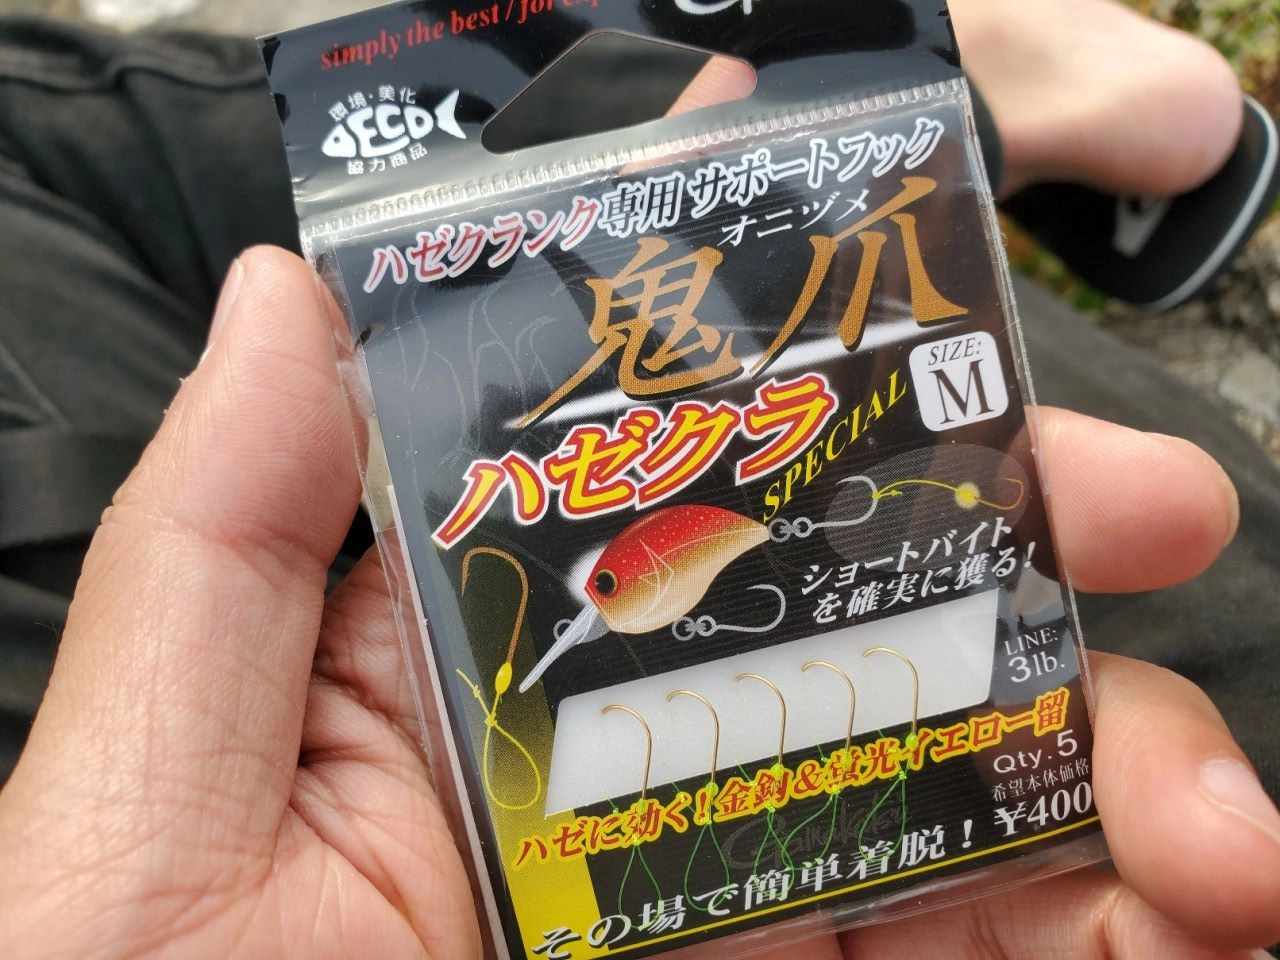 simply the best / for
環境・美化
ECO
協力商品
ハゼクランク専用サポートフック
オニヅメ
鬼爪
SIZE:
M
ハゼクラ
SPECIAL
ショートバイト
を確実に獲る!
LINE:
3lb.
ハゼに効く!金鈎&蛍光イエロー留
Qty.5
希望本体価格
¥400
その場で簡単着脱!